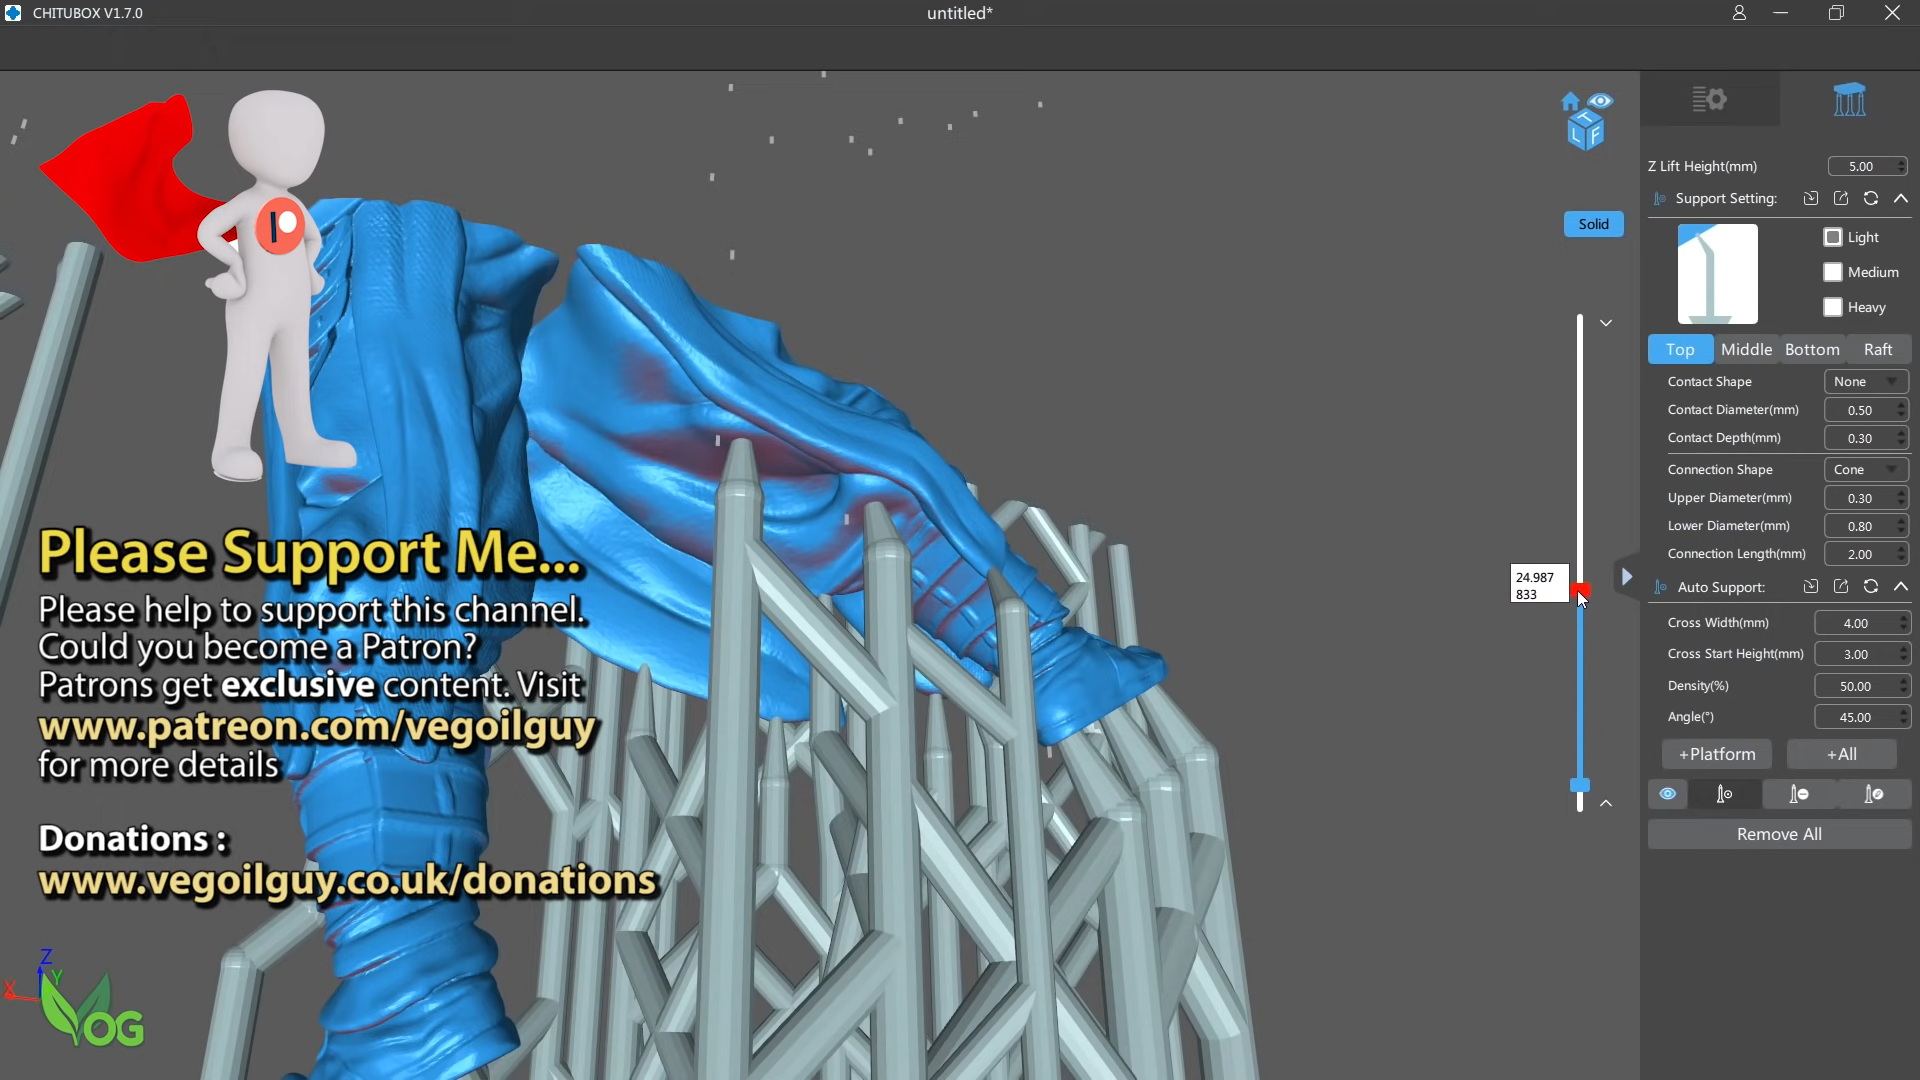 CHITUBOX V1.7.0
untitled*
T
L F
Solid
24.987
833
Z Lift Height(mm) 5.00
Support Setting:
Light
Medium
Heavy
Top Middle Bottom Raft
Contact Shape None
Contact Diameter(mm) 0.50
Contact Depth(mm) 0.30
Connection Shape Cone
Upper Diameter(mm) 0.30
Lower Diameter(mm) 0.80
Connection Length(mm) 2.00
Auto Support:
Cross Width(mm) 4.00
Cross Start Height(mm) 3.00
Density(%) 50.00
Angle(°) 45.00
+Platform +All
Remove All
Please Support Me...
Please help to support this channel.
Could you become a Patron?
Patrons get exclusive content. Visit
www.patreon.com/vegoilguy
for more details
Donations :
www.vegoilguy.co.uk/donations
Z
Y
X
VOG